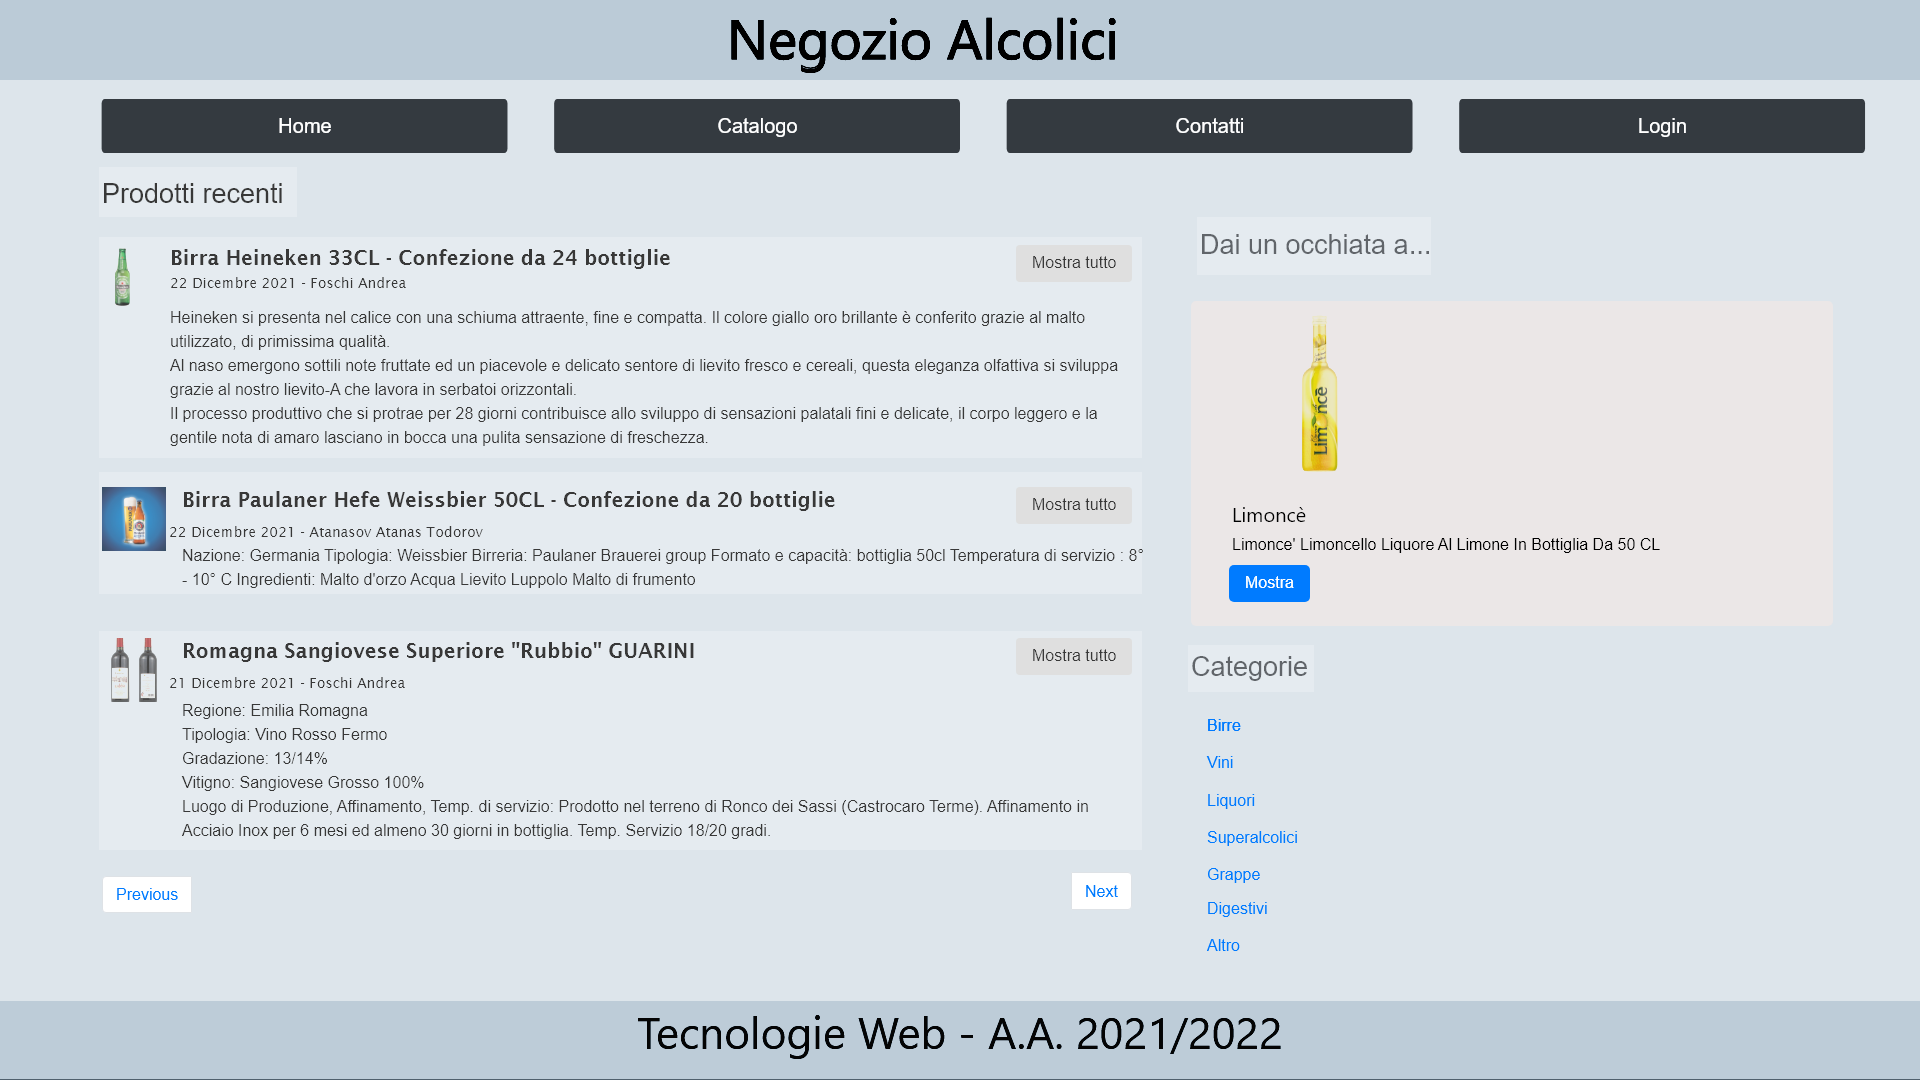 Negozio Alcolici
Home
Catalogo
Contatti
Login
Prodotti recenti
Birra Heineken 33CL - Confezione da 24 bottiglie
Mostra tutto
22 Dicembre 2021 - Foschi Andrea
Heineken si presenta nel calice con una schiuma attraente, fine e compatta. Il colore giallo oro brillante è conferito grazie al malto
utilizzato, di primissima qualità.
Al naso emergono sottili note fruttate ed un piacevole e delicato sentore di lievito fresco e cereali, questa eleganza olfattiva si sviluppa
grazie al nostro lievito-A che lavora in serbatoi orizzontali.
Il processo produttivo che si protrae per 28 giorni contribuisce allo sviluppo di sensazioni palatali fini e delicate, il corpo leggero e la
gentile nota di amaro lasciano in bocca una pulita sensazione di freschezza.
Birra Paulaner Hefe Weissbier 50CL - Confezione da 20 bottiglie
Mostra tutto
22 Dicembre 2021 - Atanasov Atanas Todorov
Nazione: Germania Tipologia: Weissbier Birreria: Paulaner Brauerei group Formato e capacità: bottiglia 50cl Temperatura di servizio : 8°
- 10° C Ingredienti: Malto d'orzo Acqua Lievito Luppolo Malto di frumento
Romagna Sangiovese Superiore "Rubbio" GUARINI
Mostra tutto
21 Dicembre 2021 - Foschi Andrea
Regione: Emilia Romagna
Tipologia: Vino Rosso Fermo
Gradazione: 13/14%
Vitigno: Sangiovese Grosso 100%
Luogo di Produzione, Affinamento, Temp. di servizio: Prodotto nel terreno di Ronco dei Sassi (Castrocaro Terme). Affinamento in
Acciaio Inox per 6 mesi ed almeno 30 giorni in bottiglia. Temp. Servizio 18/20 gradi.
Previous
Next
Dai un occhiata a...
Limoncè
Limoncè
Limonce' Limoncello Liquore Al Limone In Bottiglia Da 50 CL
Mostra
Categorie
Birre
Vini
Liquori
Superalcolici
Grappe
Digestivi
Altro
Tecnologie Web - A.A. 2021/2022